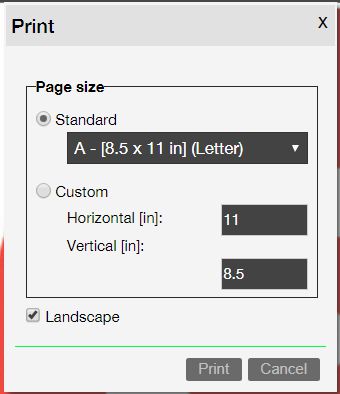 Print
X
Page size
Standard
A - [8.5 x 11 in] (Letter)
Custom
Horizontal [in]:
11
Vertical [in]:
8.5
Landscape
Print Cancel